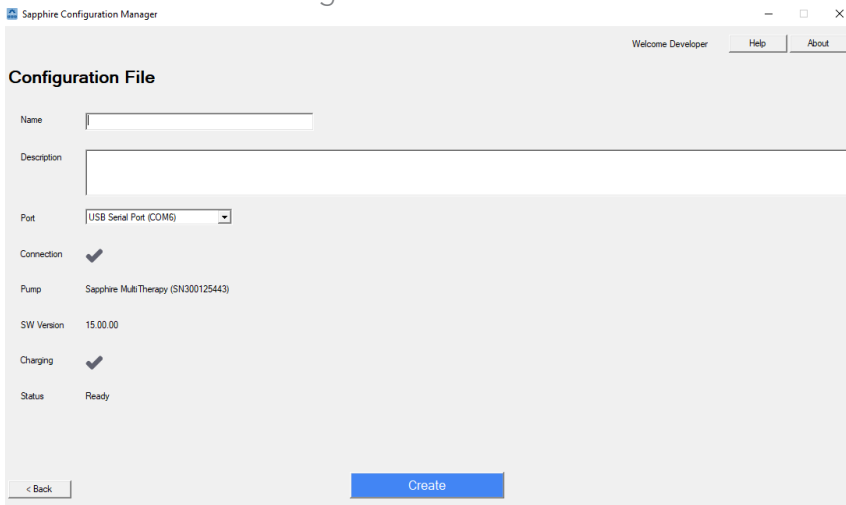 Sapphire Configuration Manager
Welcome Developer Help About
Configuration File
Name
Description
Port USB Serial Port (COM6)
Connection
Pump Sapphire MultiTherapy (SN300125443)
SW Version 15.00.00
Charging
Status Ready
< Back Create